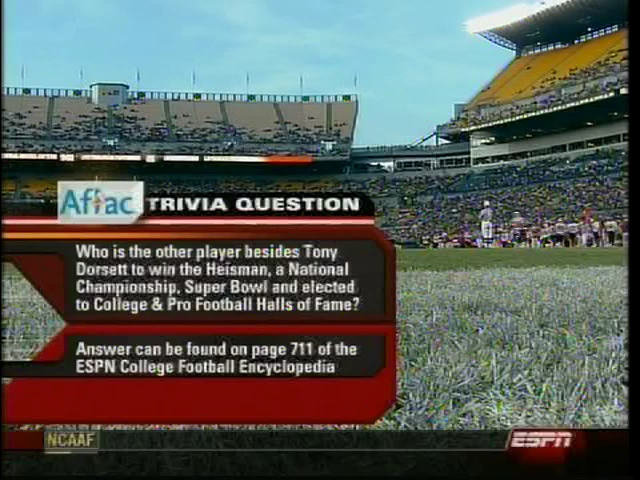 Aflac TRIVIA QUESTION
Who is the other player besides Tony
Dorsett to win the Heisman, a National
Championship, Super Bowl and elected
to College & Pro Football Halls of Fame?
Answer can be found on page 711 of the
ESPN College Football Encyclopedia
NCAAF
ESPN